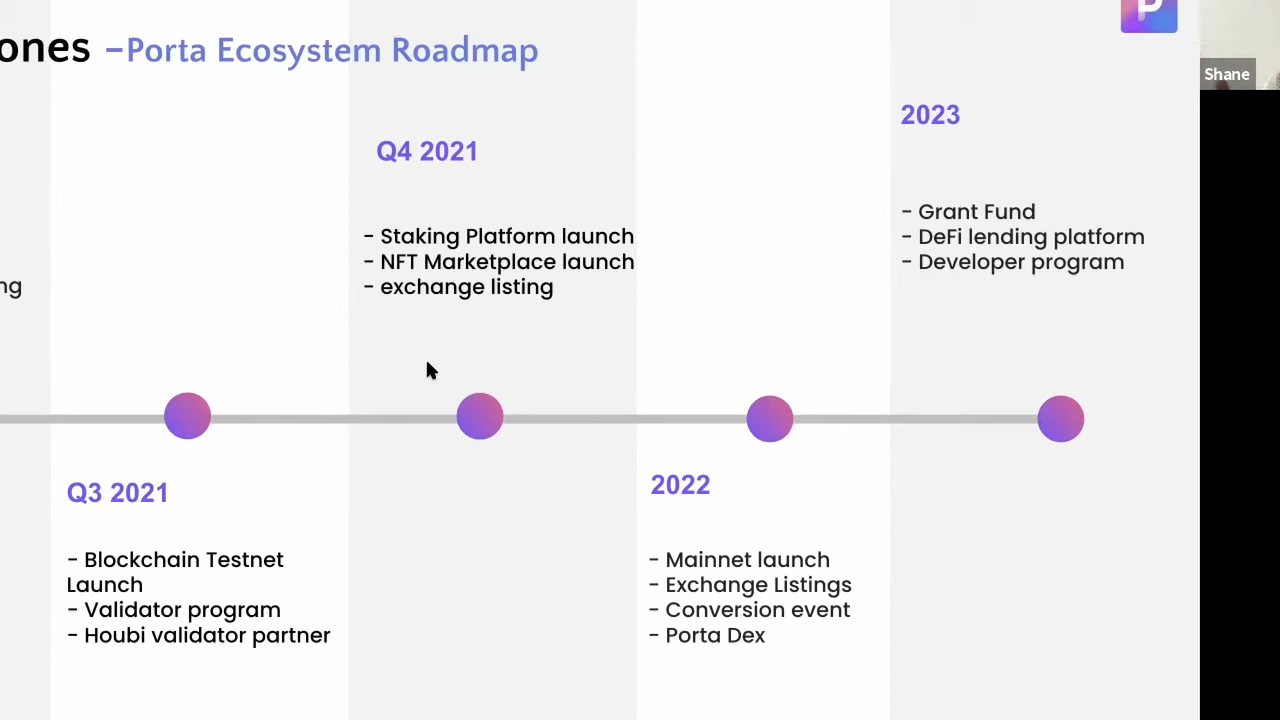 ones –Porta Ecosystem Roadmap
P
Shane
ng
Q3 2021
- Blockchain Testnet
Launch
- Validator program
- Houbi validator partner
Q4 2021
- Staking Platform launch
- NFT Marketplace launch
- exchange listing
2022
- Mainnet launch
- Exchange Listings
- Conversion event
- Porta Dex
2023
- Grant Fund
- DeFi lending platform
- Developer program